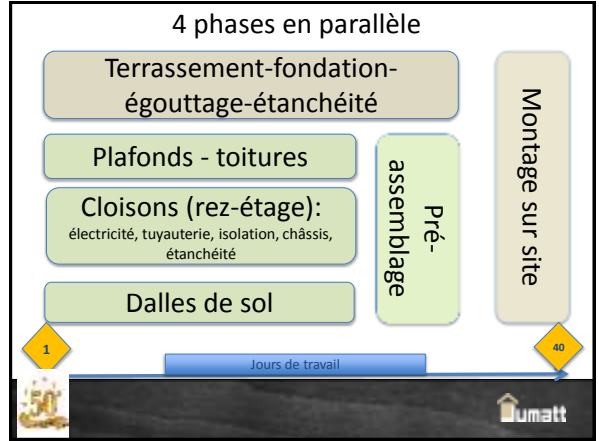 4 phases en parallèle
Terrassement-fondation-
égouttage-étanchéité
Plafonds - toitures
Cloisons (rez-étage):
électricité, tuyauterie, isolation, châssis,
étanchéité
Dalles de sol
Pré-
assemblage
Montage sur site
1
Jours de travail
40
50
umatt